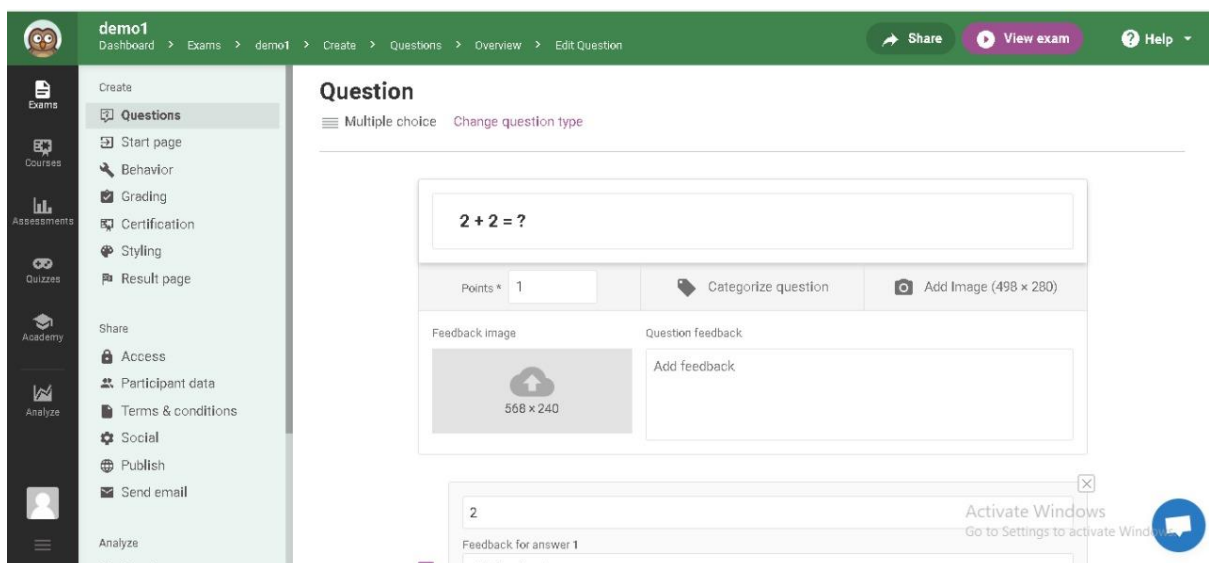 demo1
Dashboard > Exams > demo1 > Create > Questions > Overview > Edit Question
Share
View exam
Help
Exams
Courses
Assessments
Quizzes
Academy
Analyze
Create
Questions
Start page
Behavior
Grading
Certification
Styling
Result page
Share
Access
Participant data
Terms & conditions
Social
Publish
Send email
Analyze
Question
Multiple choice Change question type
2 + 2 = ?
Points * 1
Categorize question
Add Image (498 × 280)
Feedback image
568 × 240
Question feedback
Add feedback
2
Feedback for answer 1
Activate Windows
Go to Settings to activate